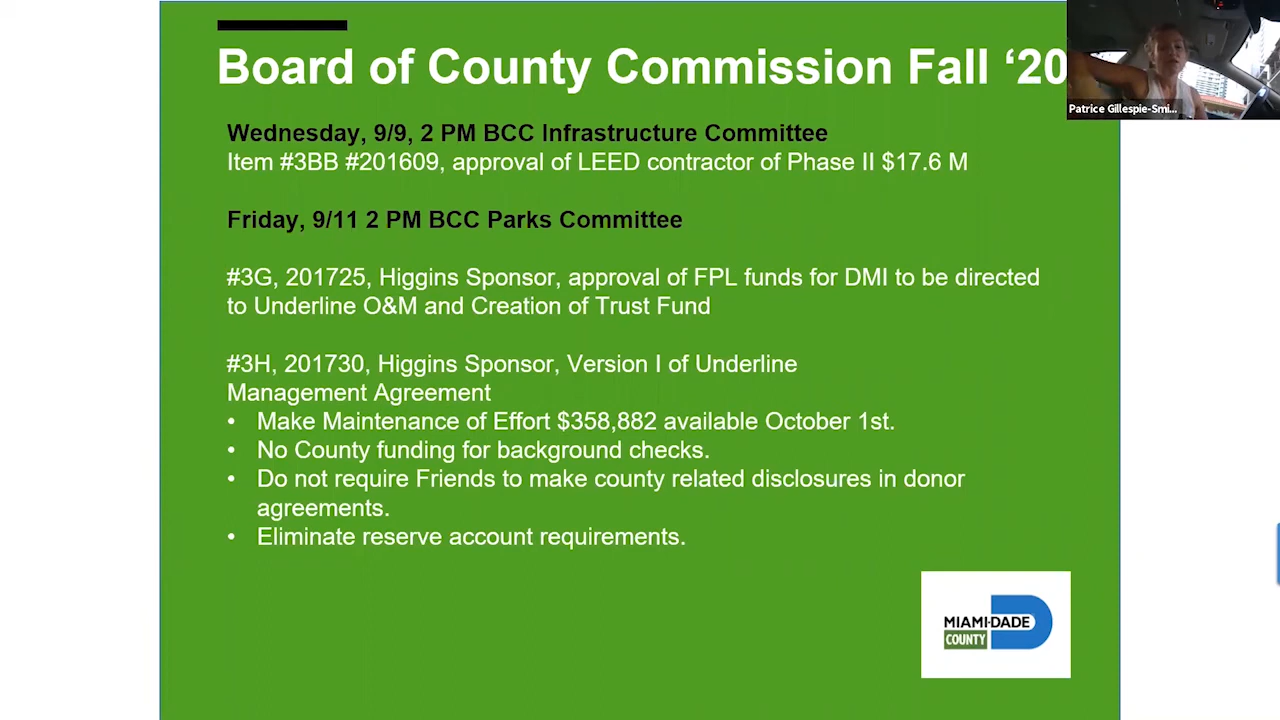 Board of County Commission Fall ‘20
Patrice Gillespie-Smi...
Wednesday, 9/9, 2 PM BCC Infrastructure Committee
Item #3BB #201609, approval of LEED contractor of Phase II $17.6 M
Friday, 9/11 2 PM BCC Parks Committee
#3G, 201725, Higgins Sponsor, approval of FPL funds for DMI to be directed
to Underline O&M and Creation of Trust Fund
#3H, 201730, Higgins Sponsor, Version I of Underline
Management Agreement
• Make Maintenance of Effort $358,882 available October 1st.
• No County funding for background checks.
• Do not require Friends to make county related disclosures in donor
agreements.
• Eliminate reserve account requirements.
MIAMI-DADE
COUNTY